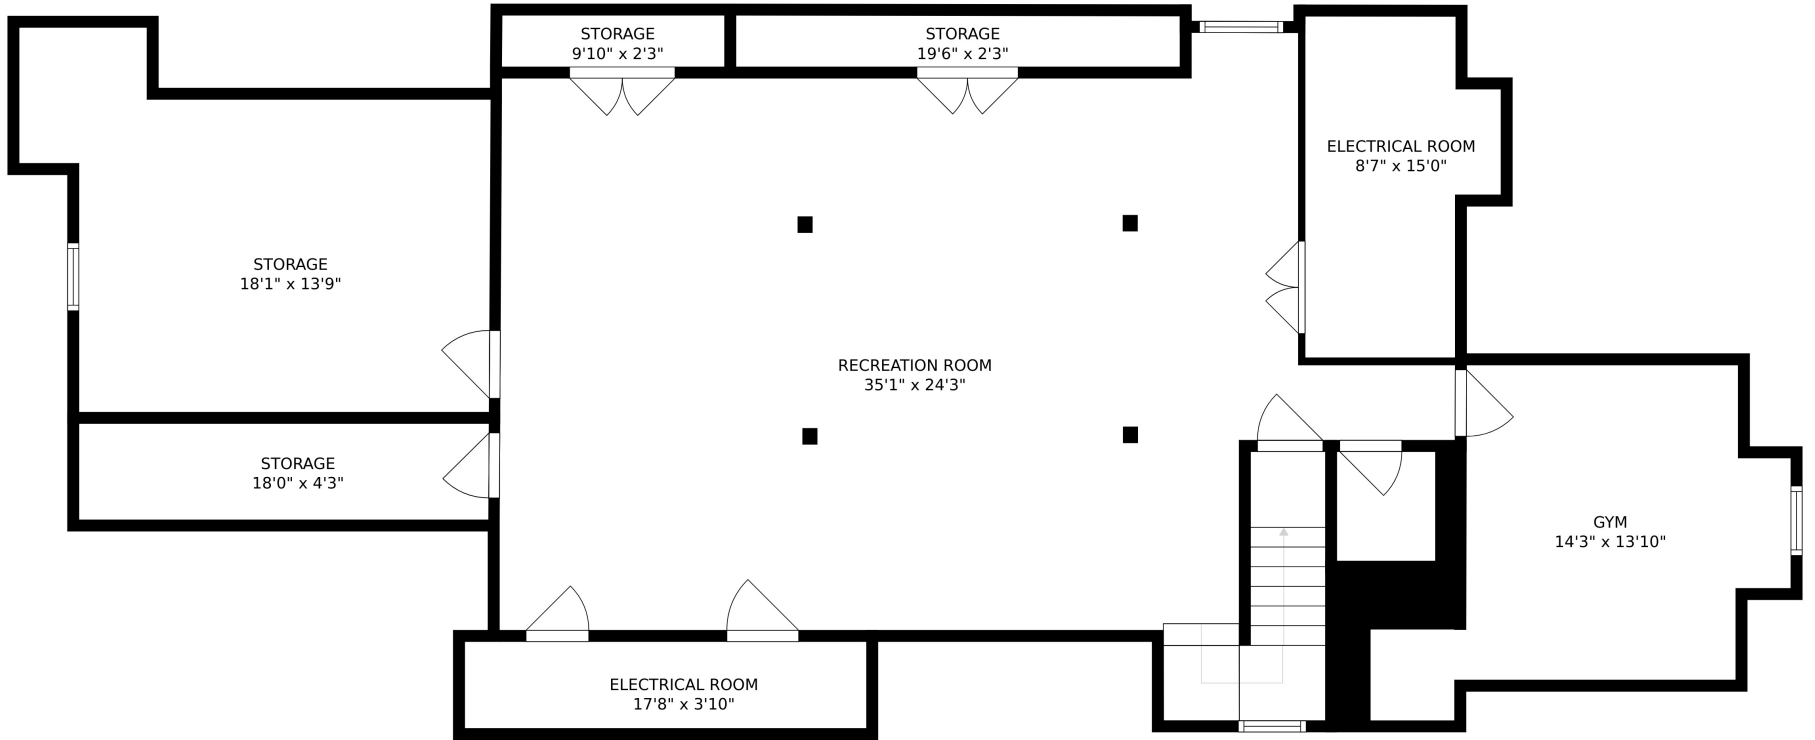 STORAGE
9'10" x 2'3"
STORAGE
19'6" x 2'3"
ELECTRICAL ROOM
8'7" x 15'0"
STORAGE
18'1" x 13'9"
RECREATION ROOM
35'1" x 24'3"
STORAGE
18'0" x 4'3"
GYM
14'3" x 13'10"
ELECTRICAL ROOM
17'8" x 3'10"